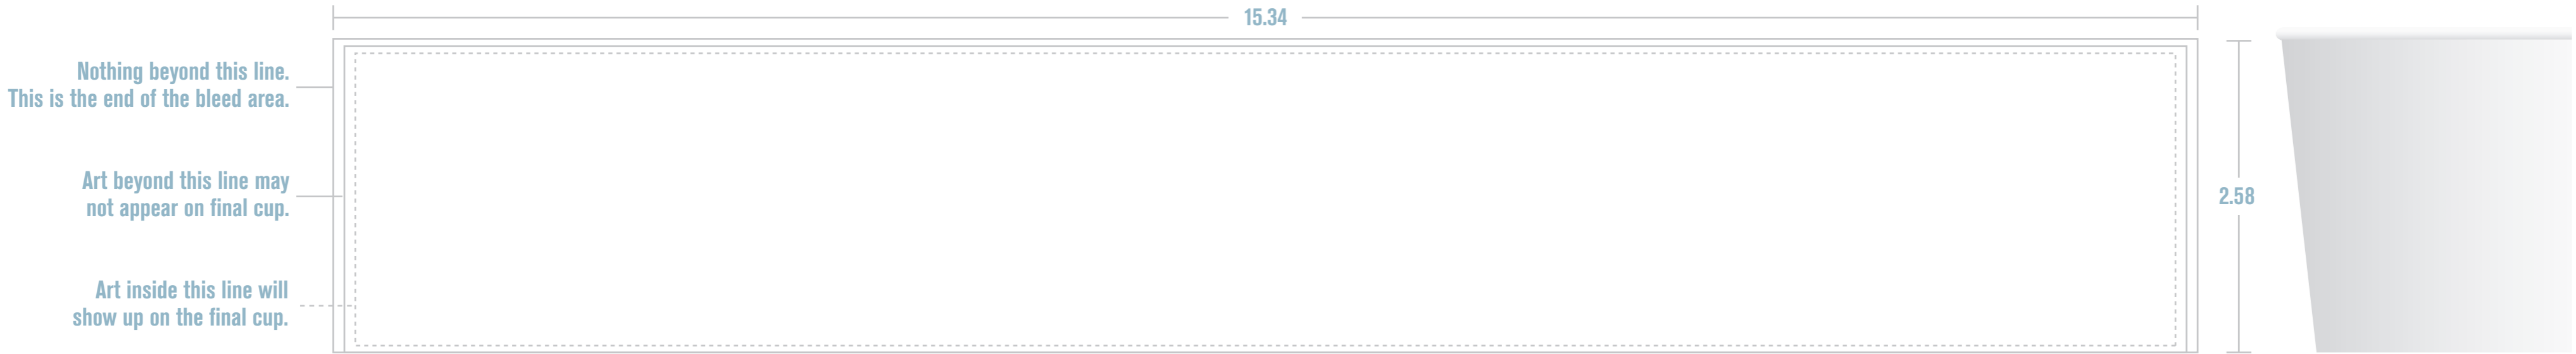 15.34
Nothing beyond this line.
This is the end of the bleed area.
Art beyond this line may
not appear on final cup.
2.58
Art inside this line will
show up on the final cup.